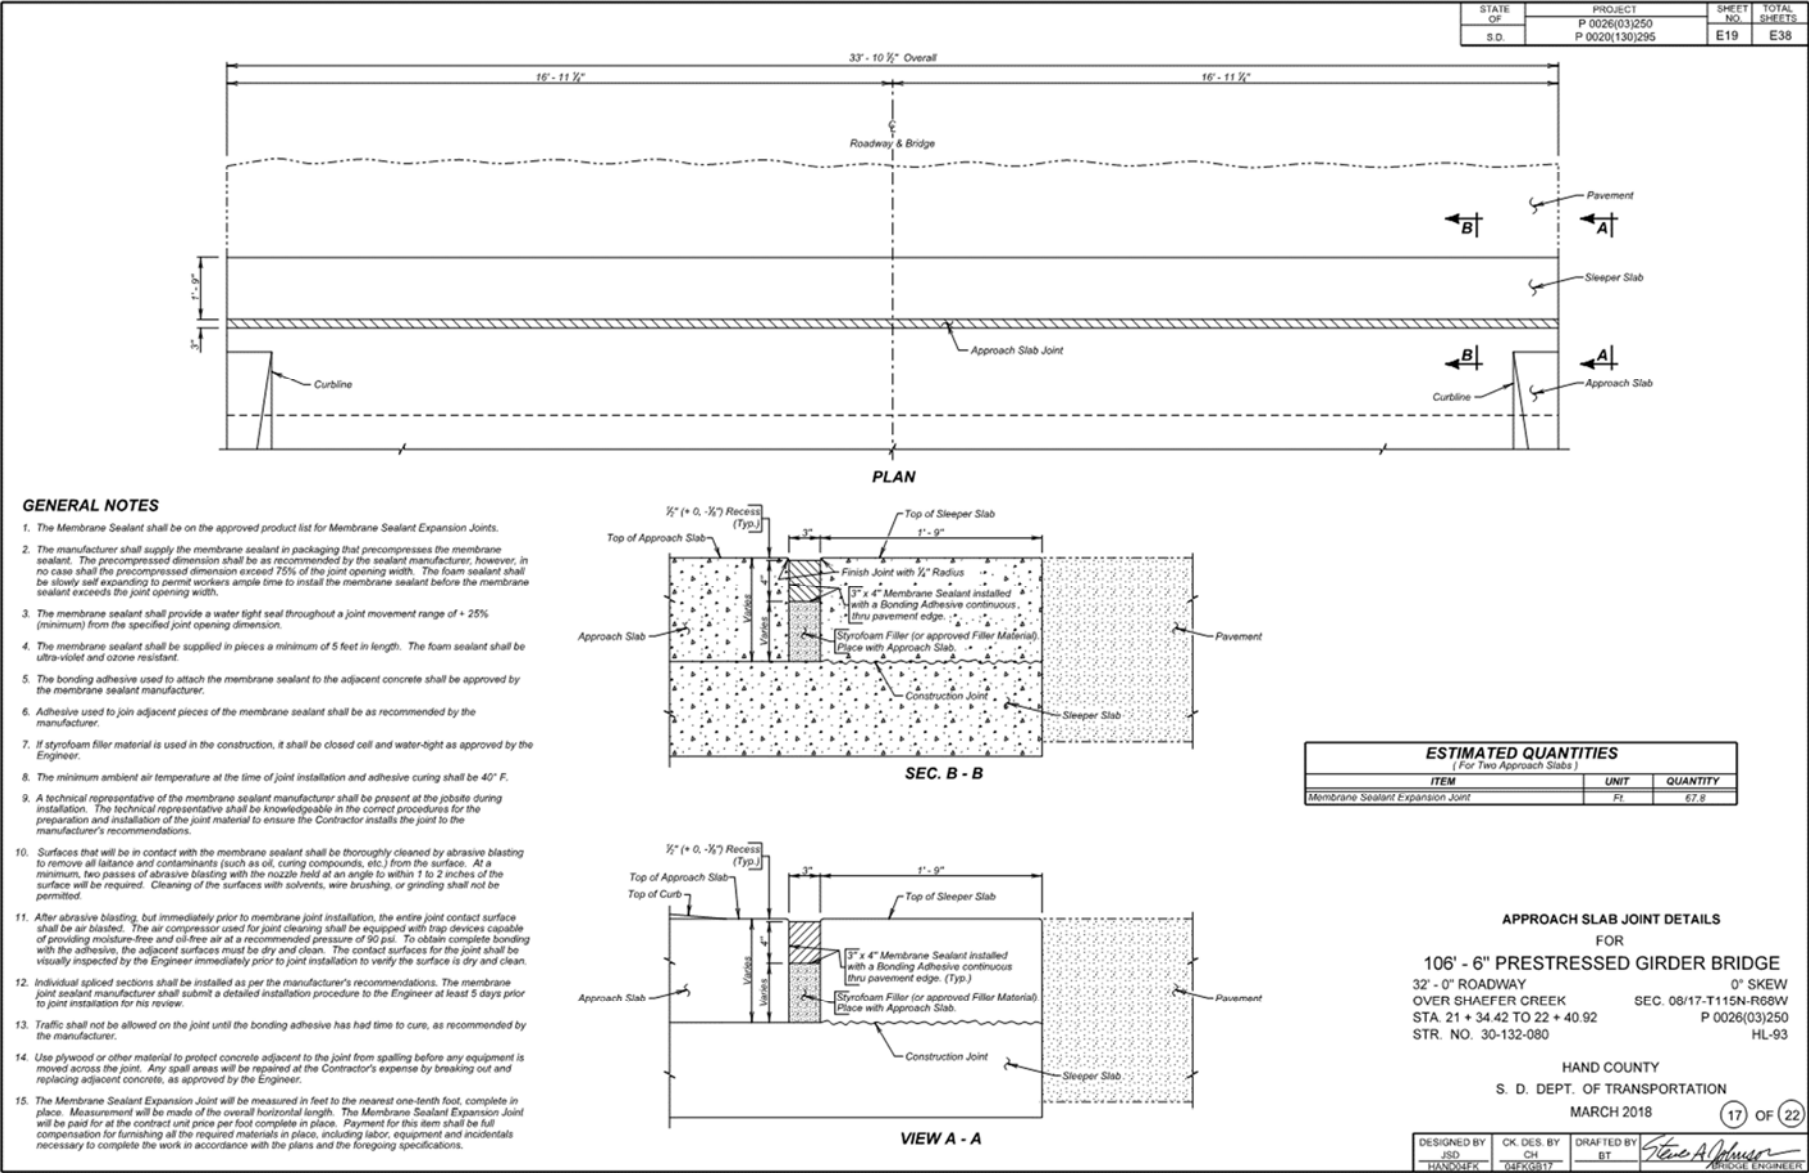 STATE OF S.D.
PROJECT
P 0026(03)250
P 0020(130)295
SHEET NO.
E19
TOTAL SHEETS
E38
33' - 10 ½" Overall
16' - 11 ¼"
16' - 11 ¼"
℄
Roadway & Bridge
Pavement
B
A
1' - 9"
Sleeper Slab
3"
Approach Slab Joint
B
A
Curbline
Curbline
Approach Slab
PLAN
GENERAL NOTES
1. The Membrane Sealant shall be on the approved product list for Membrane Sealant Expansion Joints.
2. The manufacturer shall supply the membrane sealant in packaging that precompresses the membrane
sealant. The precompressed dimension shall be as recommended by the sealant manufacturer, however, in
no case shall the precompressed dimension exceed 75% of the joint opening width. The foam sealant shall
be slowly self expanding to permit workers ample time to install the membrane sealant before the membrane
sealant exceeds the joint opening width.
3. The membrane sealant shall provide a water tight seal throughout a joint movement range of + 25%
(minimum) from the specified joint opening dimension.
4. The membrane sealant shall be supplied in pieces a minimum of 5 feet in length. The foam sealant shall be
ultra-violet and ozone resistant.
5. The bonding adhesive used to attach the membrane sealant to the adjacent concrete shall be approved by
the membrane sealant manufacturer.
6. Adhesive used to join adjacent pieces of the membrane sealant shall be as recommended by the
manufacturer.
7. If styrofoam filler material is used in the construction, it shall be closed cell and water-tight as approved by the
Engineer.
8. The minimum ambient air temperature at the time of joint installation and adhesive curing shall be 40° F.
9. A technical representative of the membrane sealant manufacturer shall be present at the jobsite during
installation. The technical representative shall be knowledgeable in the correct procedures for the
preparation and installation of the joint material to ensure the Contractor installs the joint to the
manufacturer's recommendations.
10. Surfaces that will be in contact with the membrane sealant shall be thoroughly cleaned by abrasive blasting
to remove all laitance and contaminants (such as oil, curing compounds, etc.) from the surface. At a
minimum, two passes of abrasive blasting with the nozzle held at an angle to within 1 to 2 inches of the
surface will be required. Cleaning of the surfaces with solvents, wire brushing, or grinding shall not be
permitted.
11. After abrasive blasting, but immediately prior to membrane joint installation, the entire joint contact surface
shall be air blasted. The air compressor used for joint cleaning shall be equipped with trap devices capable
of providing moisture-free and oil-free air at a recommended pressure of 90 psi. To obtain complete bonding
with the adhesive, the adjacent surfaces must be dry and clean. The contact surfaces for the joint shall be
visually inspected by the Engineer immediately prior to joint installation to verify the surface is dry and clean.
12. Individual spliced sections shall be installed as per the manufacturer's recommendations. The membrane
joint sealant manufacturer shall submit a detailed installation procedure to the Engineer at least 5 days prior
to joint installation for his review.
13. Traffic shall not be allowed on the joint until the bonding adhesive has had time to cure, as recommended by
the manufacturer.
14. Use plywood or other material to protect concrete adjacent to the joint from spalling before any equipment is
moved across the joint. Any spall areas will be repaired at the Contractor's expense by breaking out and
replacing adjacent concrete, as approved by the Engineer.
15. The Membrane Sealant Expansion Joint will be measured in feet to the nearest one-tenth foot, complete in
place. Measurement will be made of the overall horizontal length. The Membrane Sealant Expansion Joint
will be paid for at the contract unit price per foot complete in place. Payment for this item shall be full
compensation for furnishing all the required materials in place, including labor, equipment and incidentals
necessary to complete the work in accordance with the plans and the foregoing specifications.
½" (+ 0, -⅛") Recess
(Typ.)
Top of Approach Slab
3"
Top of Sleeper Slab
1' - 9"
Finish Joint with ¼" Radius
4"
Varies
Varies
3" x 4" Membrane Sealant installed
with a Bonding Adhesive continuous
thru pavement edge.
Styrofoam Filler (or approved Filler Material).
Place with Approach Slab.
Approach Slab
Pavement
Construction Joint
Sleeper Slab
SEC. B - B
½" (+ 0, -⅛") Recess
(Typ.)
Top of Approach Slab
Top of Curb
3"
1' - 9"
Top of Sleeper Slab
4"
Varies
Varies
3" x 4" Membrane Sealant installed
with a Bonding Adhesive continuous
thru pavement edge. (Typ.)
Styrofoam Filler (or approved Filler Material)
Place with Approach Slab.
Approach Slab
Pavement
Construction Joint
Sleeper Slab
VIEW A - A
ESTIMATED QUANTITIES
( For Two Approach Slabs )
ITEM UNIT QUANTITY
Membrane Sealant Expansion Joint Ft. 67.8
APPROACH SLAB JOINT DETAILS
FOR
106' - 6" PRESTRESSED GIRDER BRIDGE
32' - 0" ROADWAY 0° SKEW
OVER SHAEFER CREEK SEC. 08/17-T115N-R68W
STA. 21 + 34.42 TO 22 + 40.92 P 0026(03)250
STR. NO. 30-132-080 HL-93
HAND COUNTY
S. D. DEPT. OF TRANSPORTATION
MARCH 2018
17 OF 22
DESIGNED BY
JSD
HAND04FK
CK. DES. BY
CH
04FKGB17
DRAFTED BY
BT
Steve A Johnson
BRIDGE ENGINEER